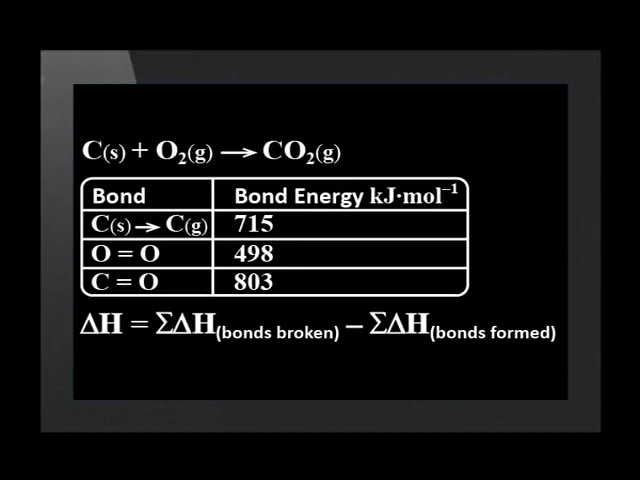 C(s) + O₂(g) → CO₂(g)
Bond Bond Energy kJ·mol⁻¹
C(s) → C(g) 715
O = O 498
C = O 803
ΔH = ΣΔH(bonds broken) – ΣΔH(bonds formed)